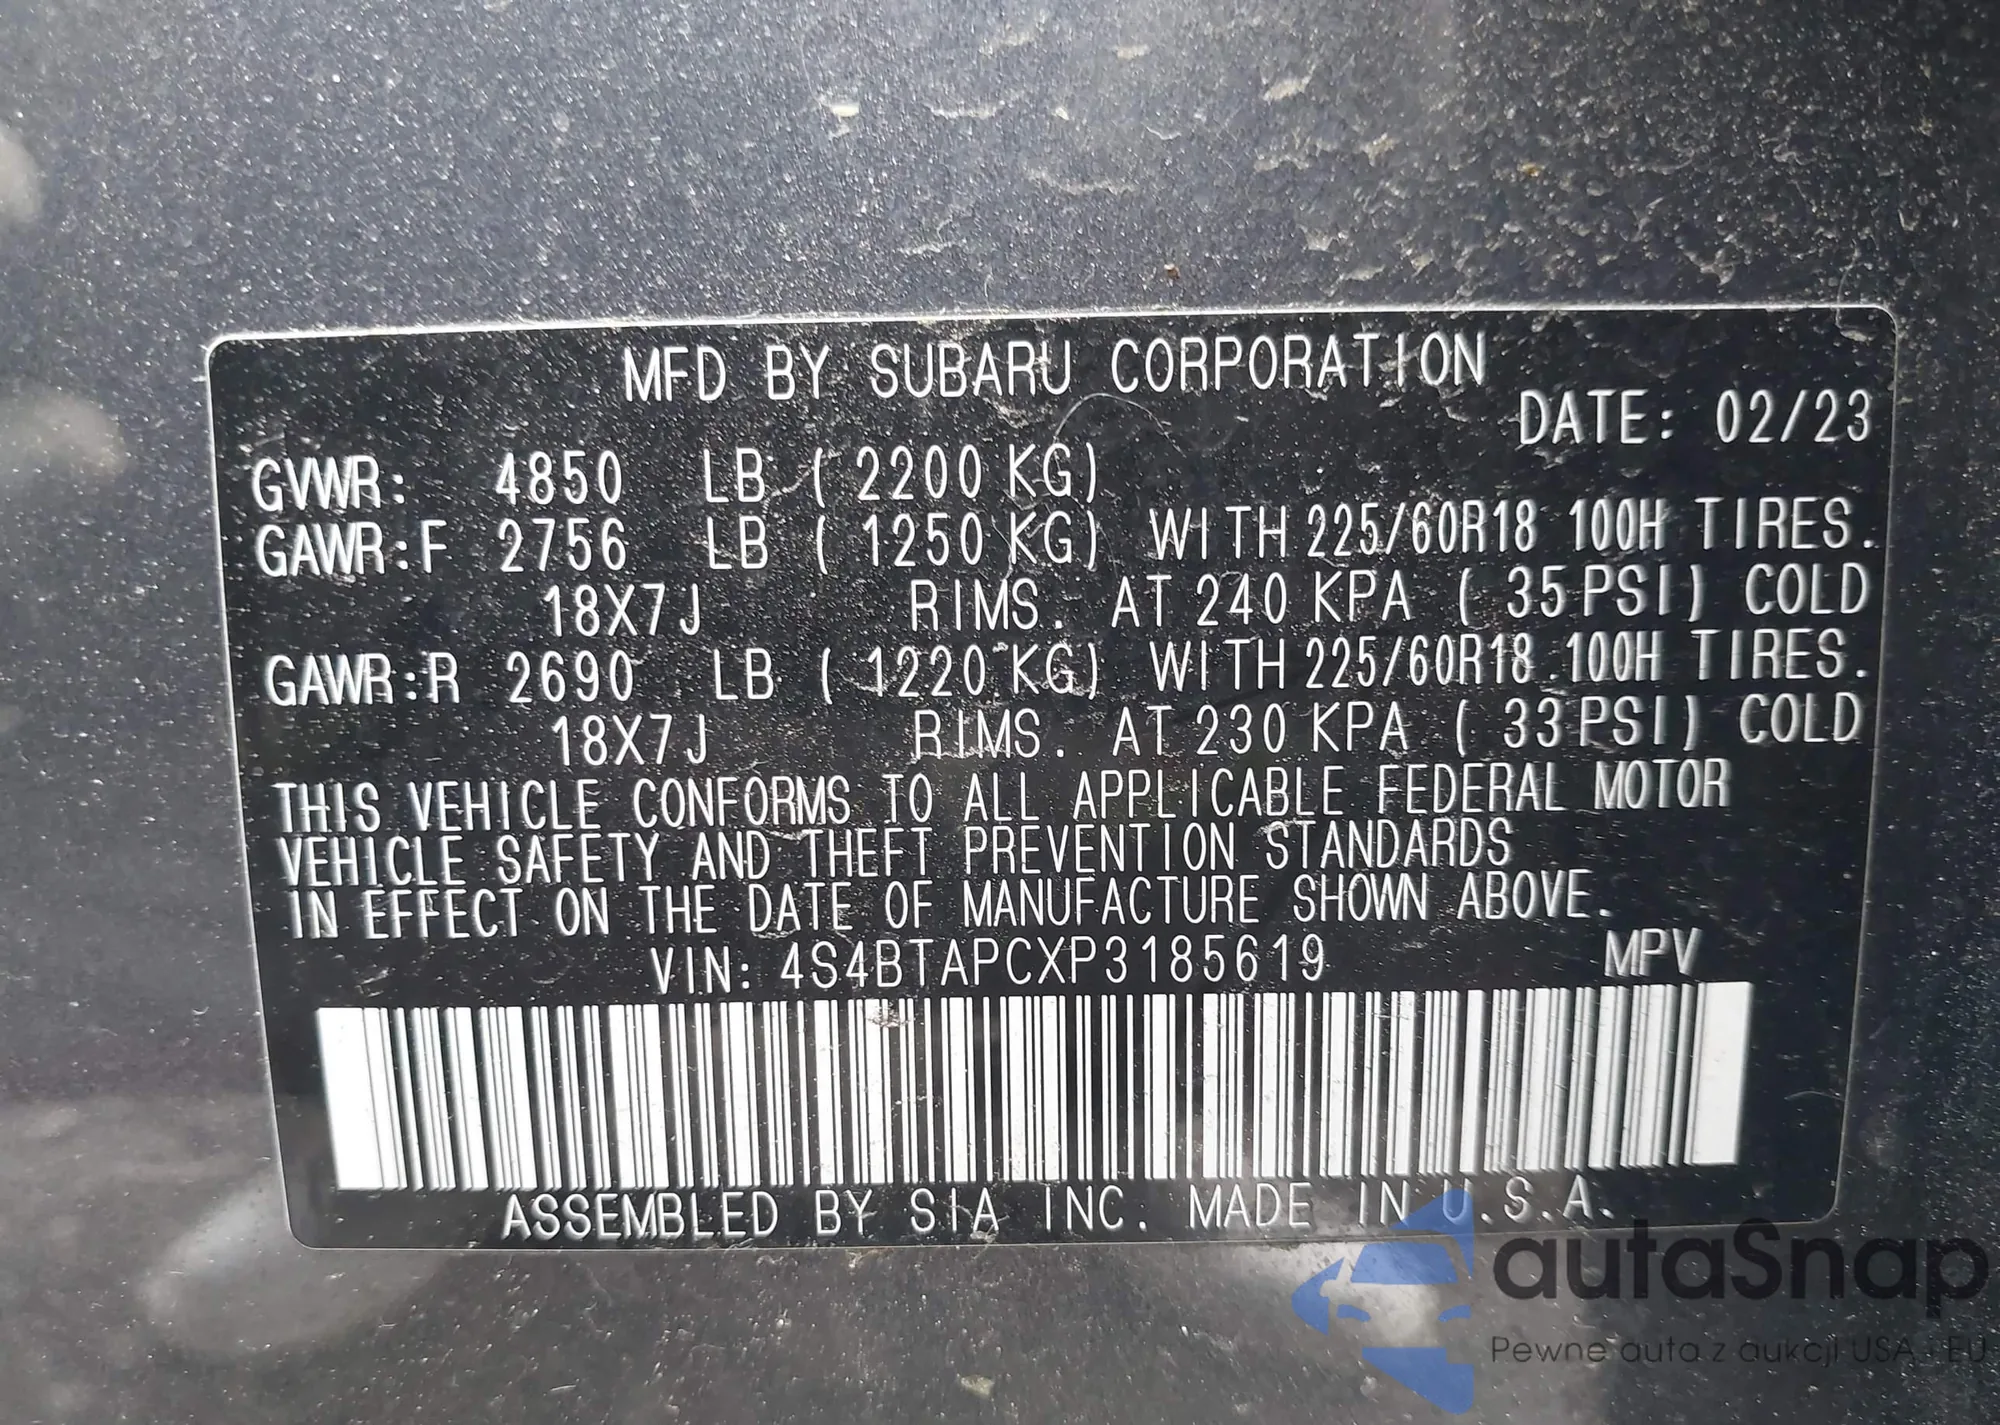 MFD BY SUBARU CORPORATION
DATE: 02/23
GVWR: 4850 LB ( 2200 KG)
GAWR:F 2756 LB ( 1250 KG) WITH 225/60R18 100H TIRES.
18X7J RIMS. AT 240 KPA ( 35 PSI) COLD
GAWR:R 2690 LB ( 1220 KG) WITH 225/60R18 100H TIRES.
18X7J RIMS. AT 230 KPA ( 33 PSI) COLD
THIS VEHICLE CONFORMS TO ALL APPLICABLE FEDERAL MOTOR
VEHICLE SAFETY AND THEFT PREVENTION STANDARDS
IN EFFECT ON THE DATE OF MANUFACTURE SHOWN ABOVE.
VIN: 4S4BTAPCXP3185619 MPV
ASSEMBLED BY SIA INC. MADE IN U.S.A.
autaSnap
Pewne auta z aukcji USA i EU